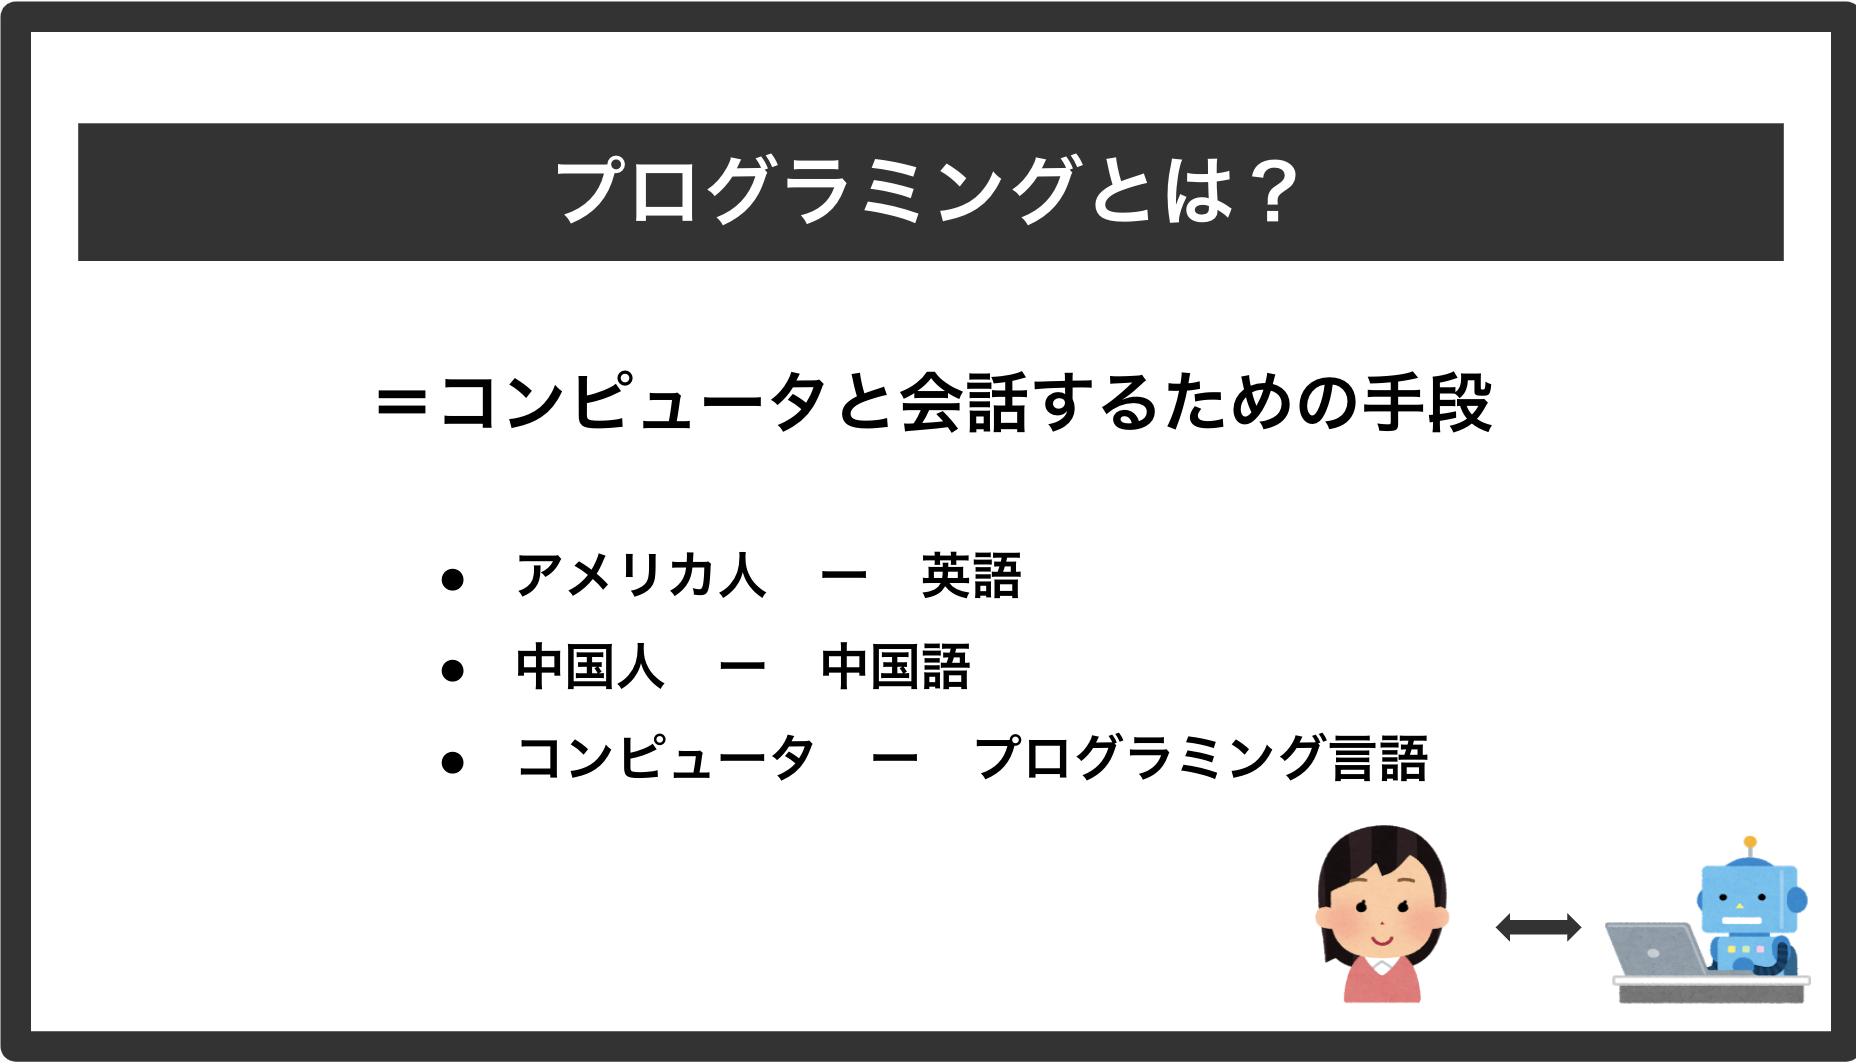 プログラミングとは？
＝コンピュータと会話するための手段
● アメリカ人　ー　英語
● 中国人　ー　中国語
● コンピュータ　ー　プログラミング言語